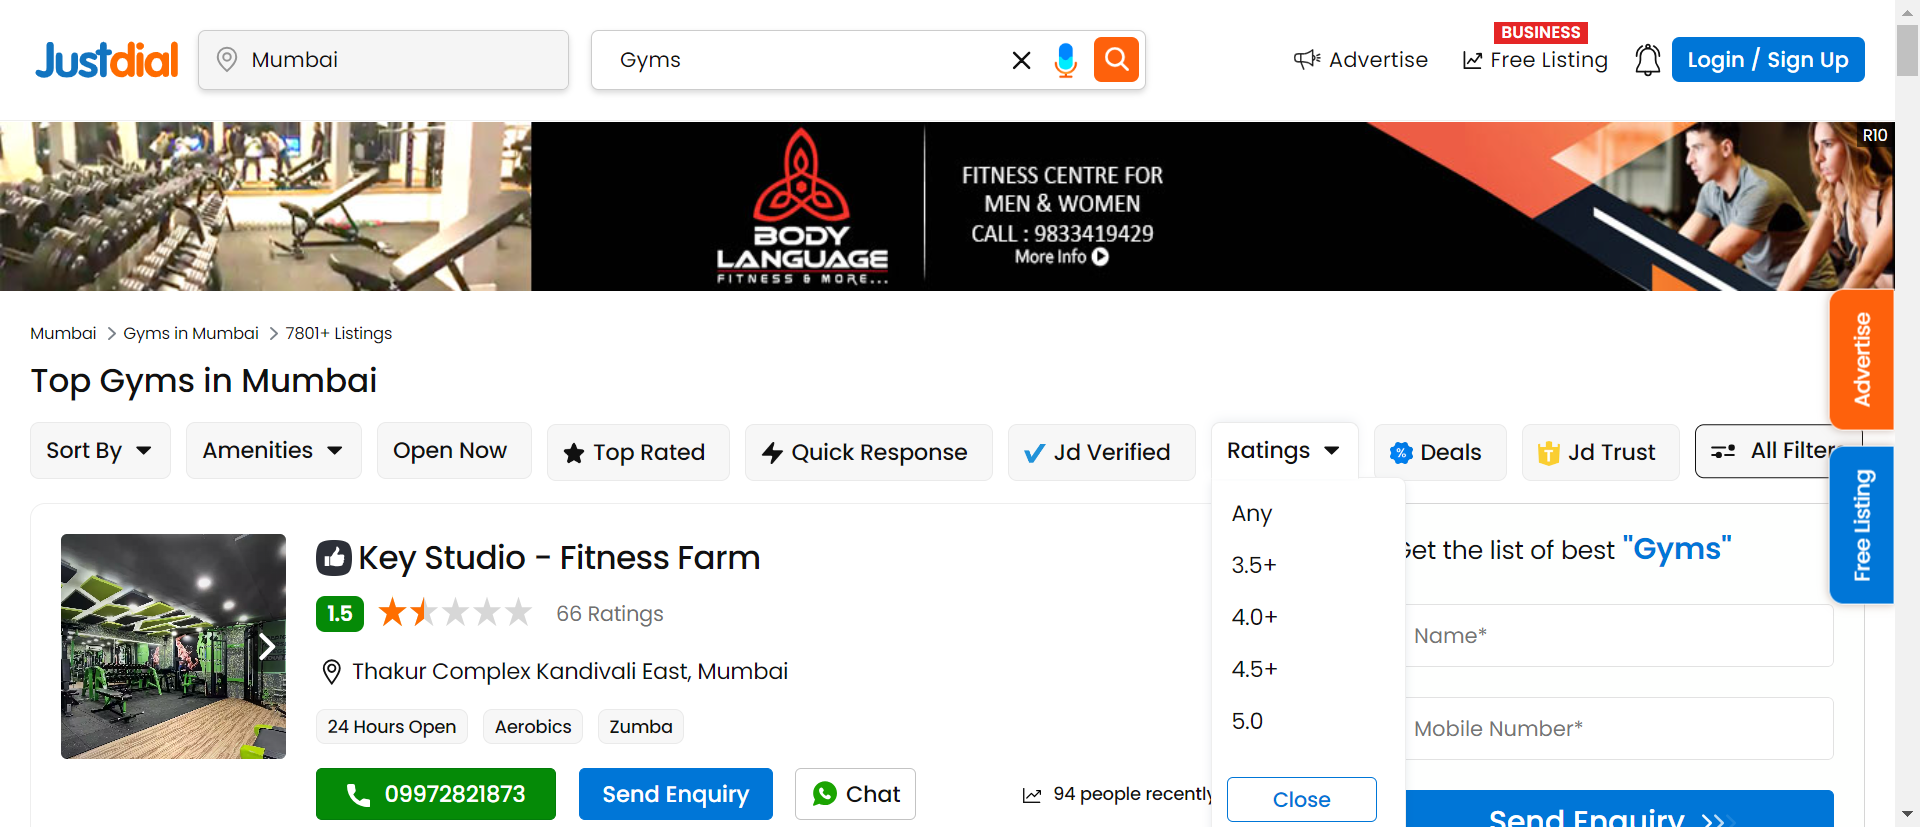 Justdial
Mumbai
Gyms
Advertise
BUSINESS
Free Listing
Login / Sign Up
BODY
LANGUAGE
FITNESS & MORE...
FITNESS CENTRE FOR
MEN & WOMEN
CALL : 9833419429
More Info
R10
Mumbai > Gyms in Mumbai > 7801+ Listings
Top Gyms in Mumbai
Sort By
Amenities
Open Now
Top Rated
Quick Response
Jd Verified
Ratings
Deals
Jd Trust
All Filter
Advertise
Free Listing
Key Studio - Fitness Farm
1.5
66 Ratings
Thakur Complex Kandivali East, Mumbai
24 Hours Open
Aerobics
Zumba
09972821873
Send Enquiry
Chat
94 people recently
Any
3.5+
4.0+
4.5+
5.0
Close
Get the list of best "Gyms"
Name*
Mobile Number*
Send Enquiry